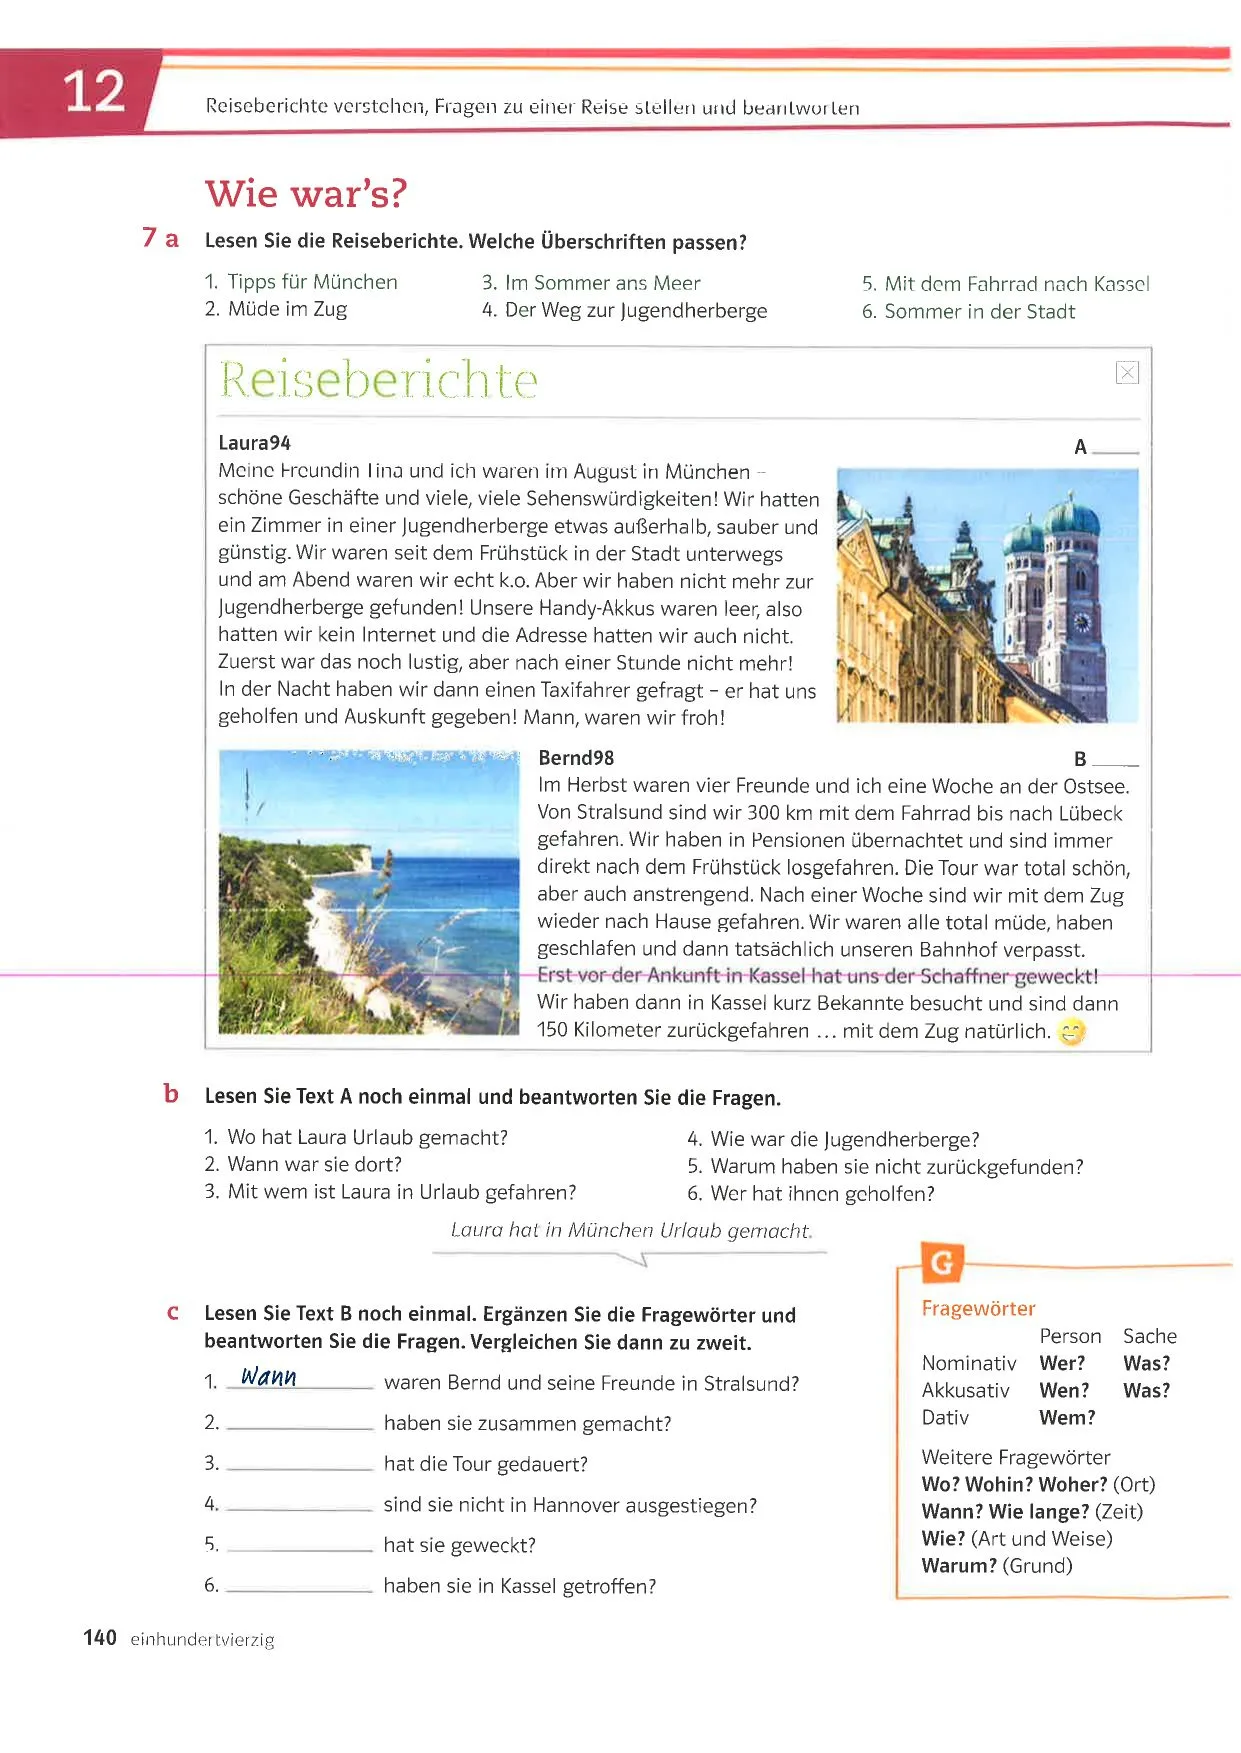 12
Reiseberichte verstehen, Fragen zu einer Reise stellen und beantworten
Wie war's?
7 a Lesen Sie die Reiseberichte. Welche Überschriften passen?
1. Tipps für München
2. Müde im Zug
3. Im Sommer ans Meer
4. Der Weg zur Jugendherberge
5. Mit dem Fahrrad nach Kassel
6. Sommer in der Stadt
Reiseberichte
Laura94 A ____
Meine Freundin Tina und ich waren im August in München –
schöne Geschäfte und viele, viele Sehenswürdigkeiten! Wir hatten
ein Zimmer in einer Jugendherberge etwas außerhalb, sauber und
günstig. Wir waren seit dem Frühstück in der Stadt unterwegs
und am Abend waren wir echt k.o. Aber wir haben nicht mehr zur
Jugendherberge gefunden! Unsere Handy-Akkus waren leer, also
hatten wir kein Internet und die Adresse hatten wir auch nicht.
Zuerst war das noch lustig, aber nach einer Stunde nicht mehr!
In der Nacht haben wir dann einen Taxifahrer gefragt – er hat uns
geholfen und Auskunft gegeben! Mann, waren wir froh!
Bernd98 B ____
Im Herbst waren vier Freunde und ich eine Woche an der Ostsee.
Von Stralsund sind wir 300 km mit dem Fahrrad bis nach Lübeck
gefahren. Wir haben in Pensionen übernachtet und sind immer
direkt nach dem Frühstück losgefahren. Die Tour war total schön,
aber auch anstrengend. Nach einer Woche sind wir mit dem Zug
wieder nach Hause gefahren. Wir waren alle total müde, haben
geschlafen und dann tatsächlich unseren Bahnhof verpasst.
Erst vor der Ankunft in Kassel hat uns der Schaffner geweckt!
Wir haben dann in Kassel kurz Bekannte besucht und sind dann
150 Kilometer zurückgefahren ... mit dem Zug natürlich.
b Lesen Sie Text A noch einmal und beantworten Sie die Fragen.
1. Wo hat Laura Urlaub gemacht?
2. Wann war sie dort?
3. Mit wem ist Laura in Urlaub gefahren?
4. Wie war die Jugendherberge?
5. Warum haben sie nicht zurückgefunden?
6. Wer hat ihnen geholfen?
Laura hat in München Urlaub gemacht.
c Lesen Sie Text B noch einmal. Ergänzen Sie die Fragewörter und
beantworten Sie die Fragen. Vergleichen Sie dann zu zweit.
1. Wann waren Bernd und seine Freunde in Stralsund?
2. ____ haben sie zusammen gemacht?
3. ____ hat die Tour gedauert?
4. ____ sind sie nicht in Hannover ausgestiegen?
5. ____ hat sie geweckt?
6. ____ haben sie in Kassel getroffen?
G
Fragewörter
Person Sache
Nominativ Wer? Was?
Akkusativ Wen? Was?
Dativ Wem?
Weitere Fragewörter
Wo? Wohin? Woher? (Ort)
Wann? Wie lange? (Zeit)
Wie? (Art und Weise)
Warum? (Grund)
140 einhundertvierzig